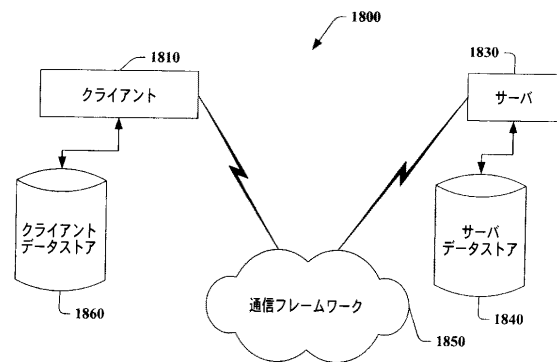 1800
1810
クライアント
1830
サーバ
クライアント
データストア
1860
サーバ
データストア
1840
通信フレームワーク
1850